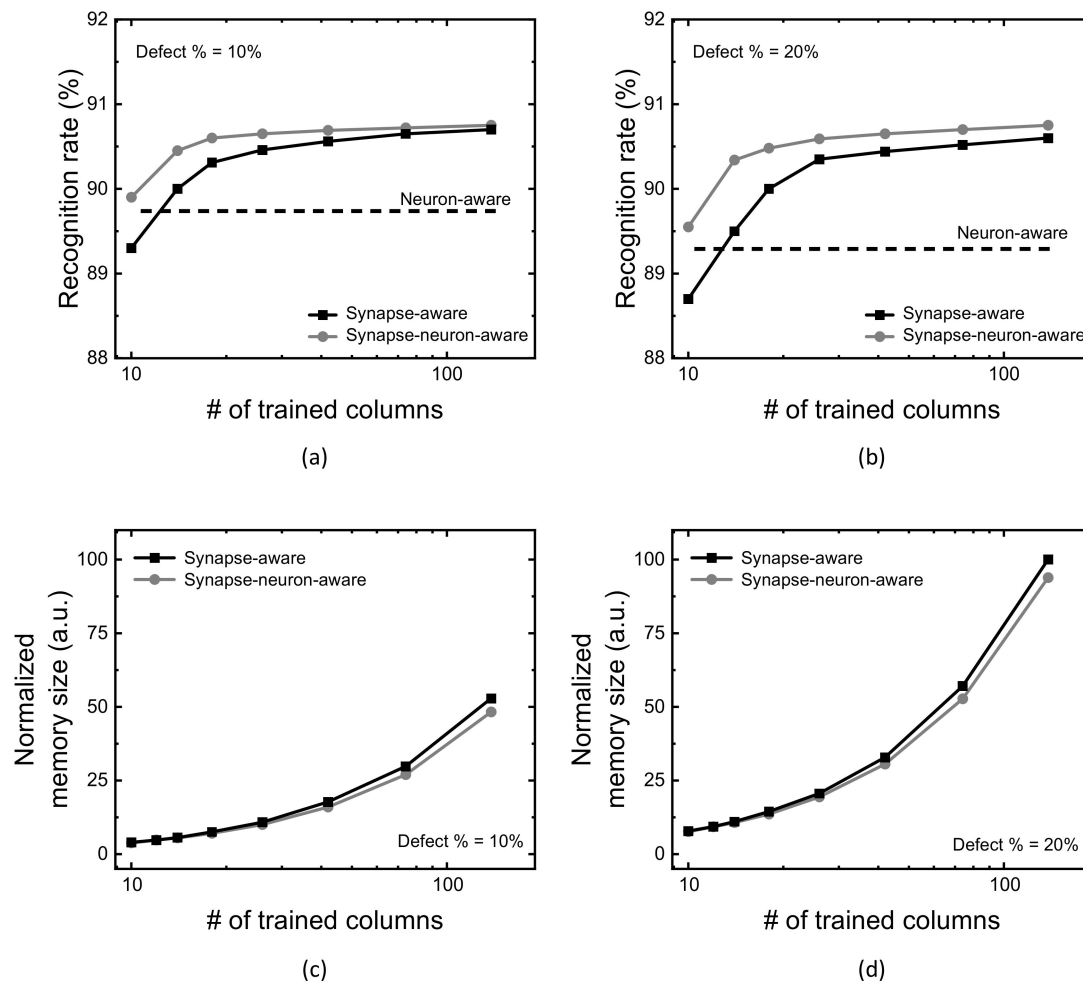 92
91
90
89
88
Recognition rate (%)
Defect % = 10%
Neuron-aware
Synapse-aware
Synapse-neuron-aware
10
100
# of trained columns
(a)
92
91
90
89
88
Recognition rate (%)
Defect % = 20%
Neuron-aware
Synapse-aware
Synapse-neuron-aware
10
100
# of trained columns
(b)
100
75
50
25
0
Normalized
memory size (a.u.)
Synapse-aware
Synapse-neuron-aware
Defect % = 10%
10
100
# of trained columns
(c)
100
75
50
25
0
Normalized
memory size (a.u.)
Synapse-aware
Synapse-neuron-aware
Defect % = 20%
10
100
# of trained columns
(d)